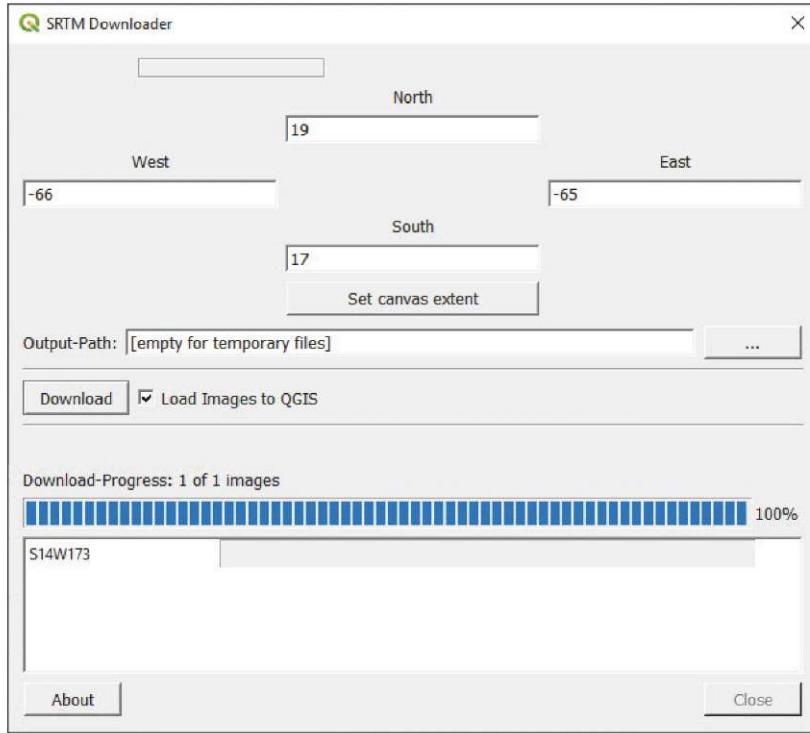 SRTM Downloader
North
19
West
East
-66
-65
South
17
Set canvas extent
Output-Path: [empty for temporary files] ...
Download Load Images to QGIS
Download-Progress: 1 of 1 images
100%
S14W173
About Close